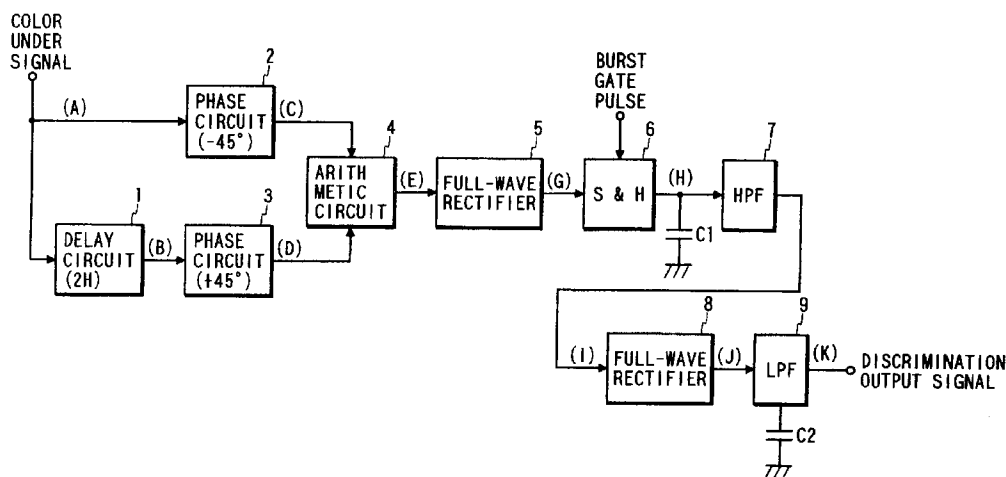 COLOR
UNDER
SIGNAL
(A)
2
PHASE
CIRCUIT
(-45°)
(C)
1
DELAY
CIRCUIT
(2H)
(B)
3
PHASE
CIRCUIT
(+45°)
(D)
4
ARITH
METIC
CIRCUIT
(E)
5
FULL-WAVE
RECTIFIER
(G)
BURST
GATE
PULSE
6
S & H
(H)
C1
7
HPF
(I)
8
FULL-WAVE
RECTIFIER
(J)
9
LPF
(K)
C2
DISCRIMINATION
OUTPUT SIGNAL